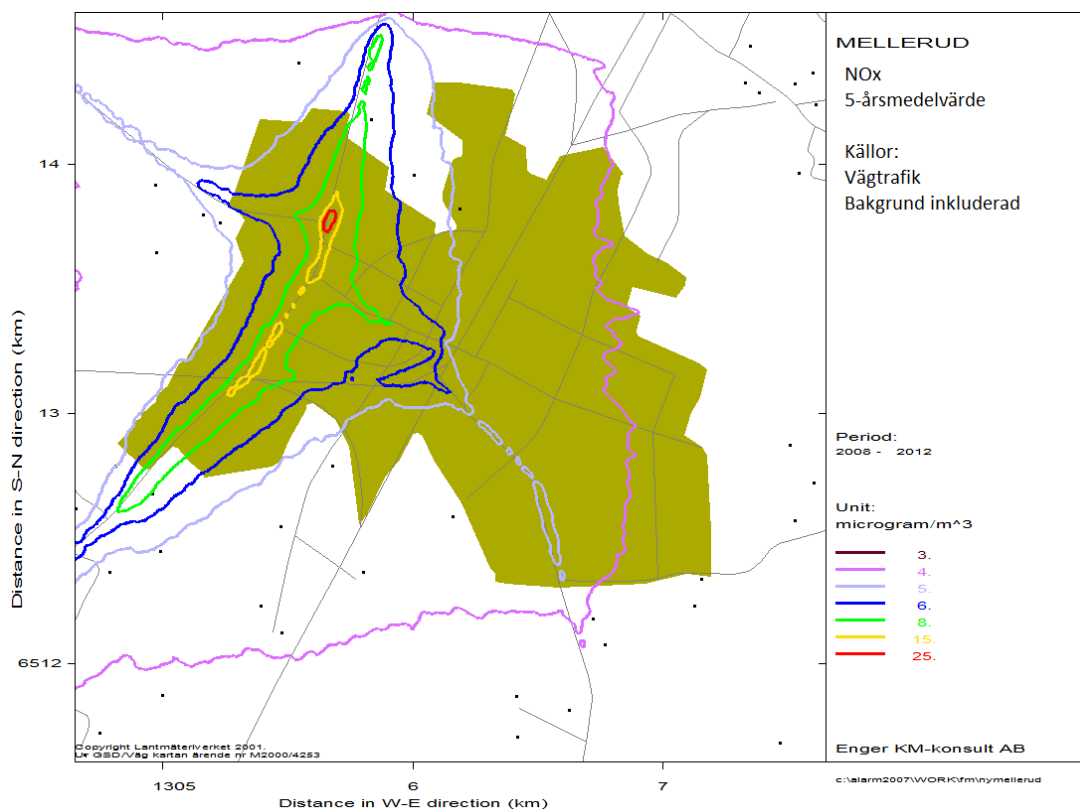 MELLERUD
NOx
5-årsmedelvärde
Källor:
Vägtrafik
Bakgrund inkluderad
Period:
2008 - 2012
Unit:
microgram/m^3
3.
4.
5.
6.
8.
15.
25.
Enger KM-konsult AB
c:\alarm2007\WORK\fm\nymellerud
Distance in S-N direction (km)
14
13
6512
Copyright Lantmäteriverket 2001.
Ur GSD/Väg kartan ärende nr M2000/4253
1305
6
7
Distance in W-E direction (km)